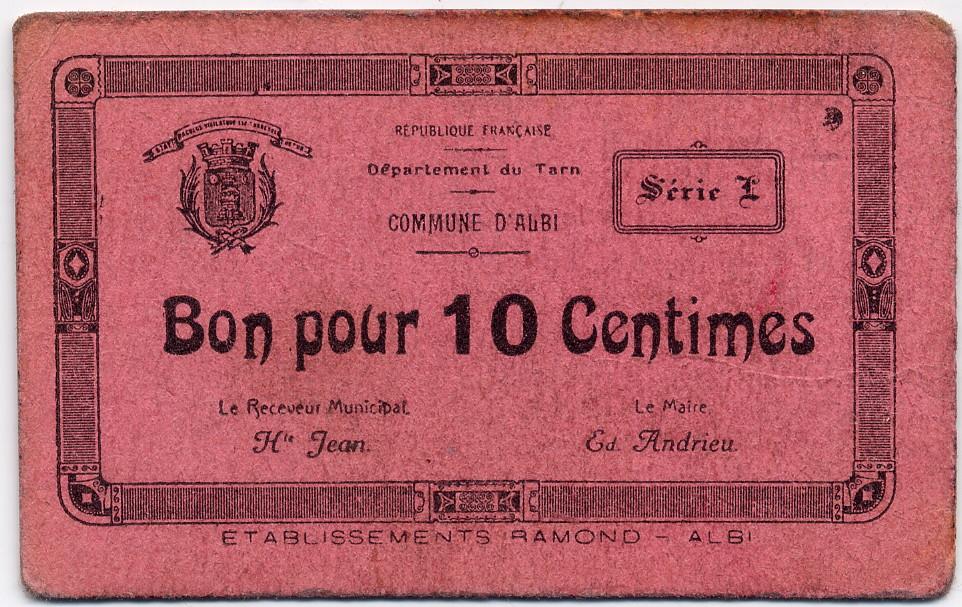 RÉPUBLIQUE FRANÇAISE
Département du Tarn
COMMUNE D'ALBI
Série L
Bon pour 10 Centimes
Le Receveur Municipal,
Hte Jean.
Le Maire,
Ed. Andrieu.
ÉTABLISSEMENTS RAMOND - ALBI